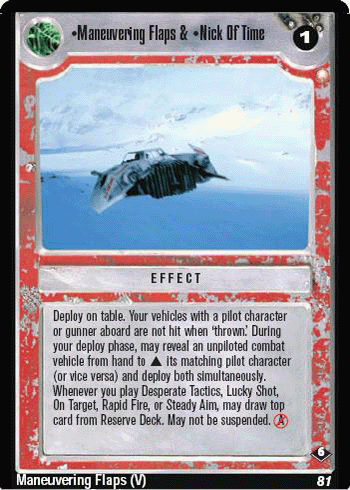 •Maneuvering Flaps & •Nick Of Time
1
EFFECT
Deploy on table. Your vehicles with a pilot character
or gunner aboard are not hit when ‘thrown.’ During
your deploy phase, may reveal an unpiloted combat
vehicle from hand to ▲ its matching pilot character
(or vice versa) and deploy both simultaneously.
Whenever you play Desperate Tactics, Lucky Shot,
On Target, Rapid Fire, or Steady Aim, may draw top
card from Reserve Deck. May not be suspended. A
6
Maneuvering Flaps (V)
81